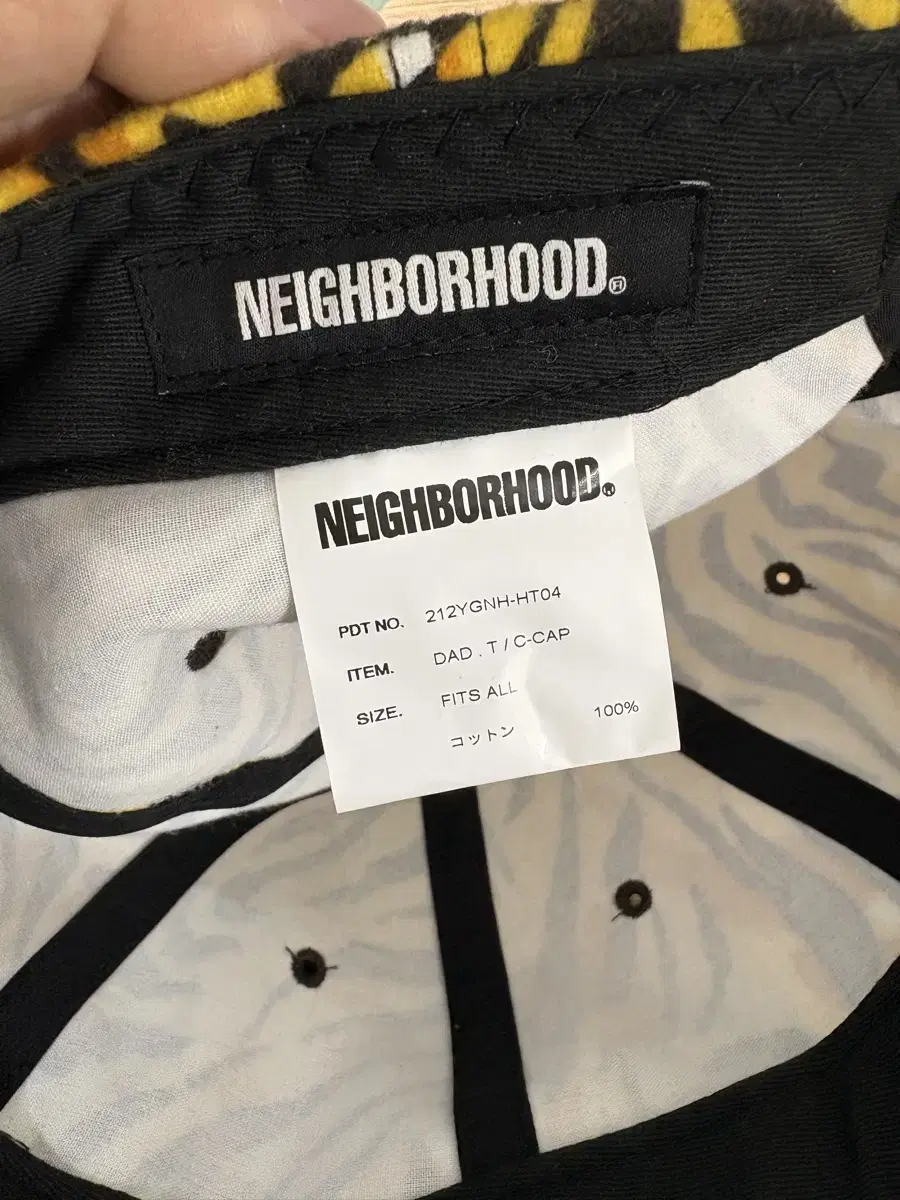 NEIGHBORHOOD®
NEIGHBORHOOD®
PDT NO. 212YGNH-HT04
ITEM. DAD . T / C-CAP
SIZE. FITS ALL
コットン 100%